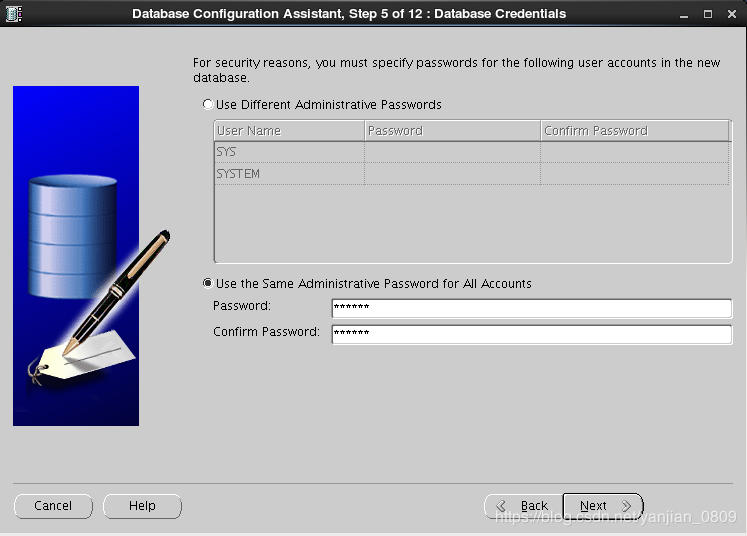 Database Configuration Assistant, Step 5 of 12 : Database Credentials
For security reasons, you must specify passwords for the following user accounts in the new
database.
Use Different Administrative Passwords
User Name Password Confirm Password
SYS
SYSTEM
Use the Same Administrative Password for All Accounts
Password: ******
Confirm Password: ******
Cancel Help Back Next
https://blog.csdn.net/yanjian_0809